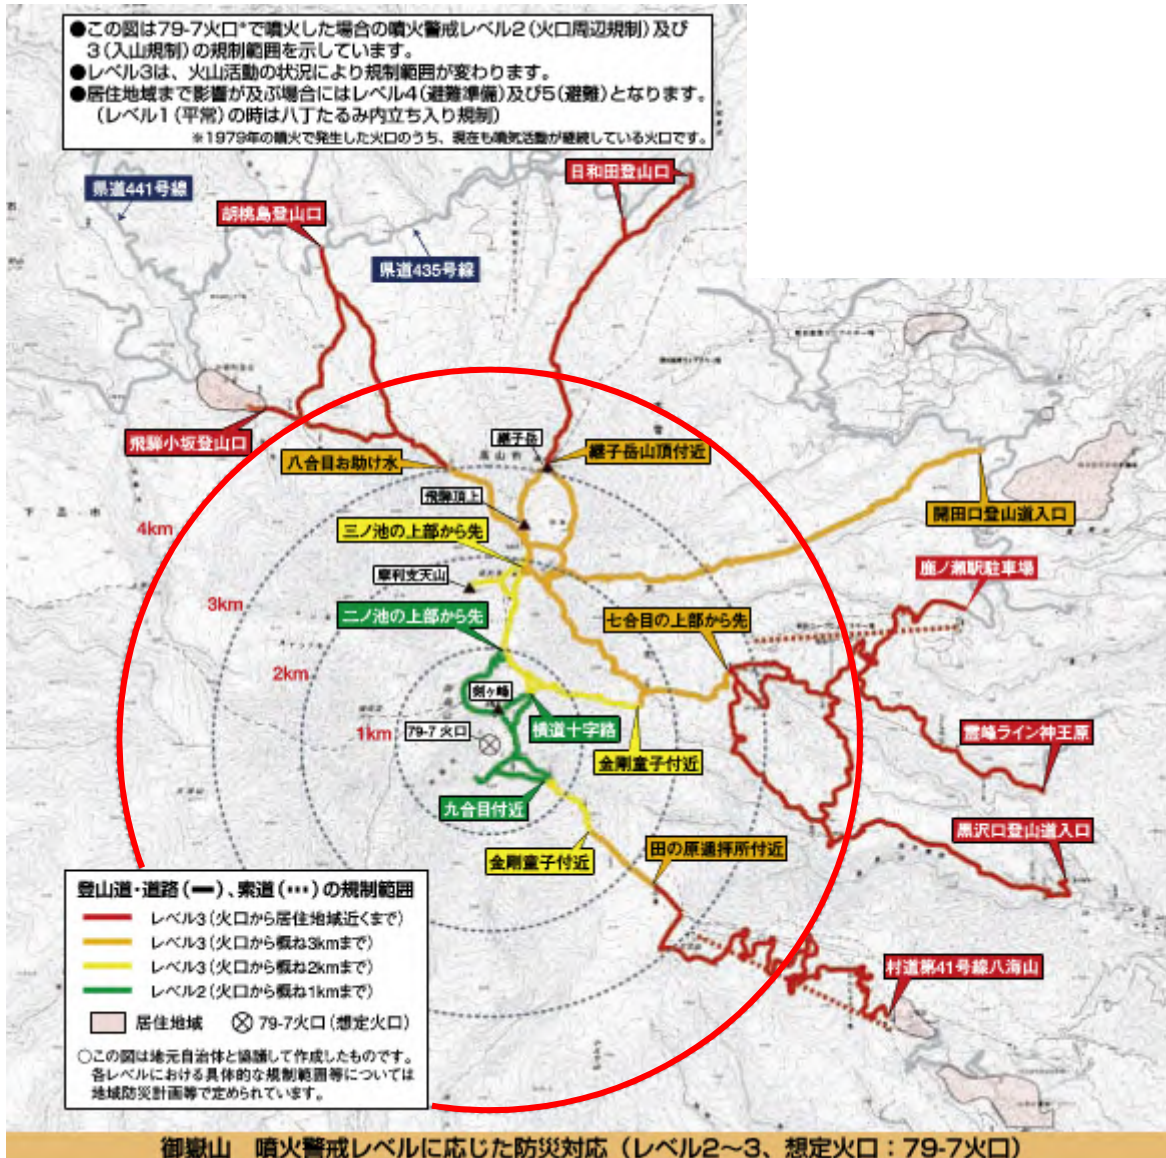 ●この図は79-7火口*で噴火した場合の噴火警戒レベル2(火口周辺規制)及び
3(入山規制)の規制範囲を示しています。
●レベル3は、火山活動の状況により規制範囲が変わります。
●居住地域まで影響が及ぶ場合にはレベル4(避難準備)及び5(避難)となります。
(レベル1(平常)の時は八丁たるみ内立ち入り規制)
※1979年の噴火で発生した火口のうち、現在も噴気活動が継続している火口です。
日和田登山口
県道441号線
胡桃島登山口
県道435号線
飛騨小坂登山口
八合目お助け水
継子岳
継子岳山頂付近
飛騨頂上
開田口登山道入口
4km
三ノ池の上部から先
鹿ノ瀬駅駐車場
摩利支天山
3km
二ノ池の上部から先
七合目の上部から先
2km
剣ヶ峰
1km
79-7 火口
横道十字路
霊峰ライン神王原
金剛童子付近
九合目付近
黒沢口登山道入口
金剛童子付近
田の原遥拝所付近
村道第41号線八海山
登山道・道路(━)、索道(•••)の規制範囲
レベル3(火口から居住地域近くまで)
レベル3(火口から概ね3kmまで)
レベル3(火口から概ね2kmまで)
レベル2(火口から概ね1kmまで)
居住地域 79-7火口(想定火口)
○この図は地元自治体と協議して作成したものです。
各レベルにおける具体的な規制範囲等については
地域防災計画等で定められています。
御嶽山 噴火警戒レベルに応じた防災対応(レベル2~3、想定火口:79-7火口)